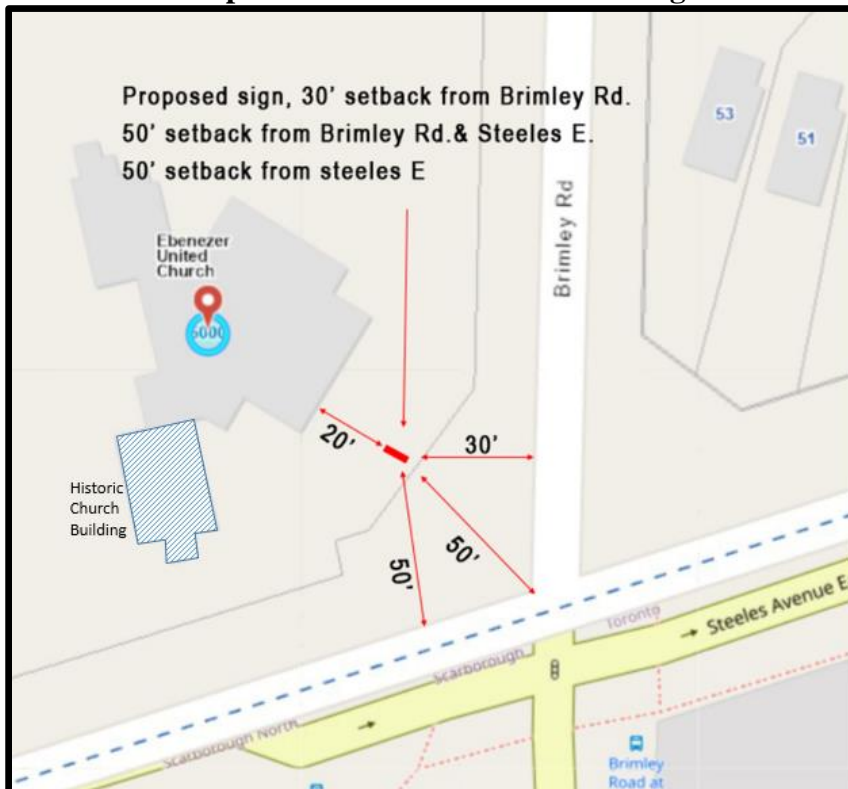 Proposed sign, 30' setback from Brimley Rd.
50' setback from Brimley Rd.& Steeles E.
50' setback from steeles E
53
51
Brimley Rd
Ebenezer
United
Church
20'
30'
Historic
Church
Building
50'
50'
Toronto
Steeles Avenue E
Scarborough
Scarborough North
Brimley
Road at